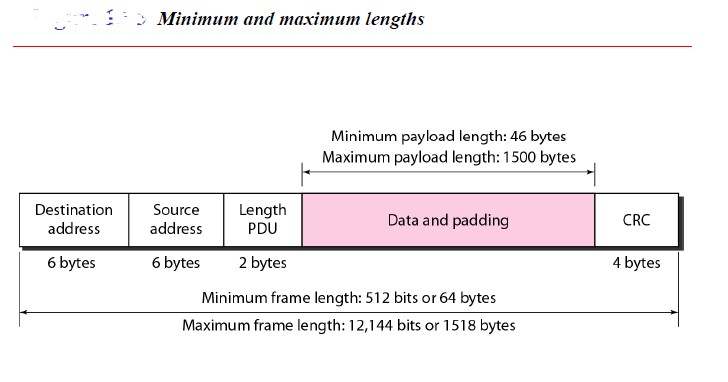 Minimum and maximum lengths
Minimum payload length: 46 bytes
Maximum payload length: 1500 bytes
Destination address
Source address
Length PDU
Data and padding
CRC
6 bytes
6 bytes
2 bytes
4 bytes
Minimum frame length: 512 bits or 64 bytes
Maximum frame length: 12,144 bits or 1518 bytes